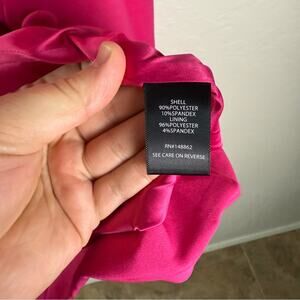 SHELL
90%POLYESTER
10%SPANDEX
LINING
96%POLYESTER
4%SPANDEX
RN#148862
SEE CARE ON REVERSE